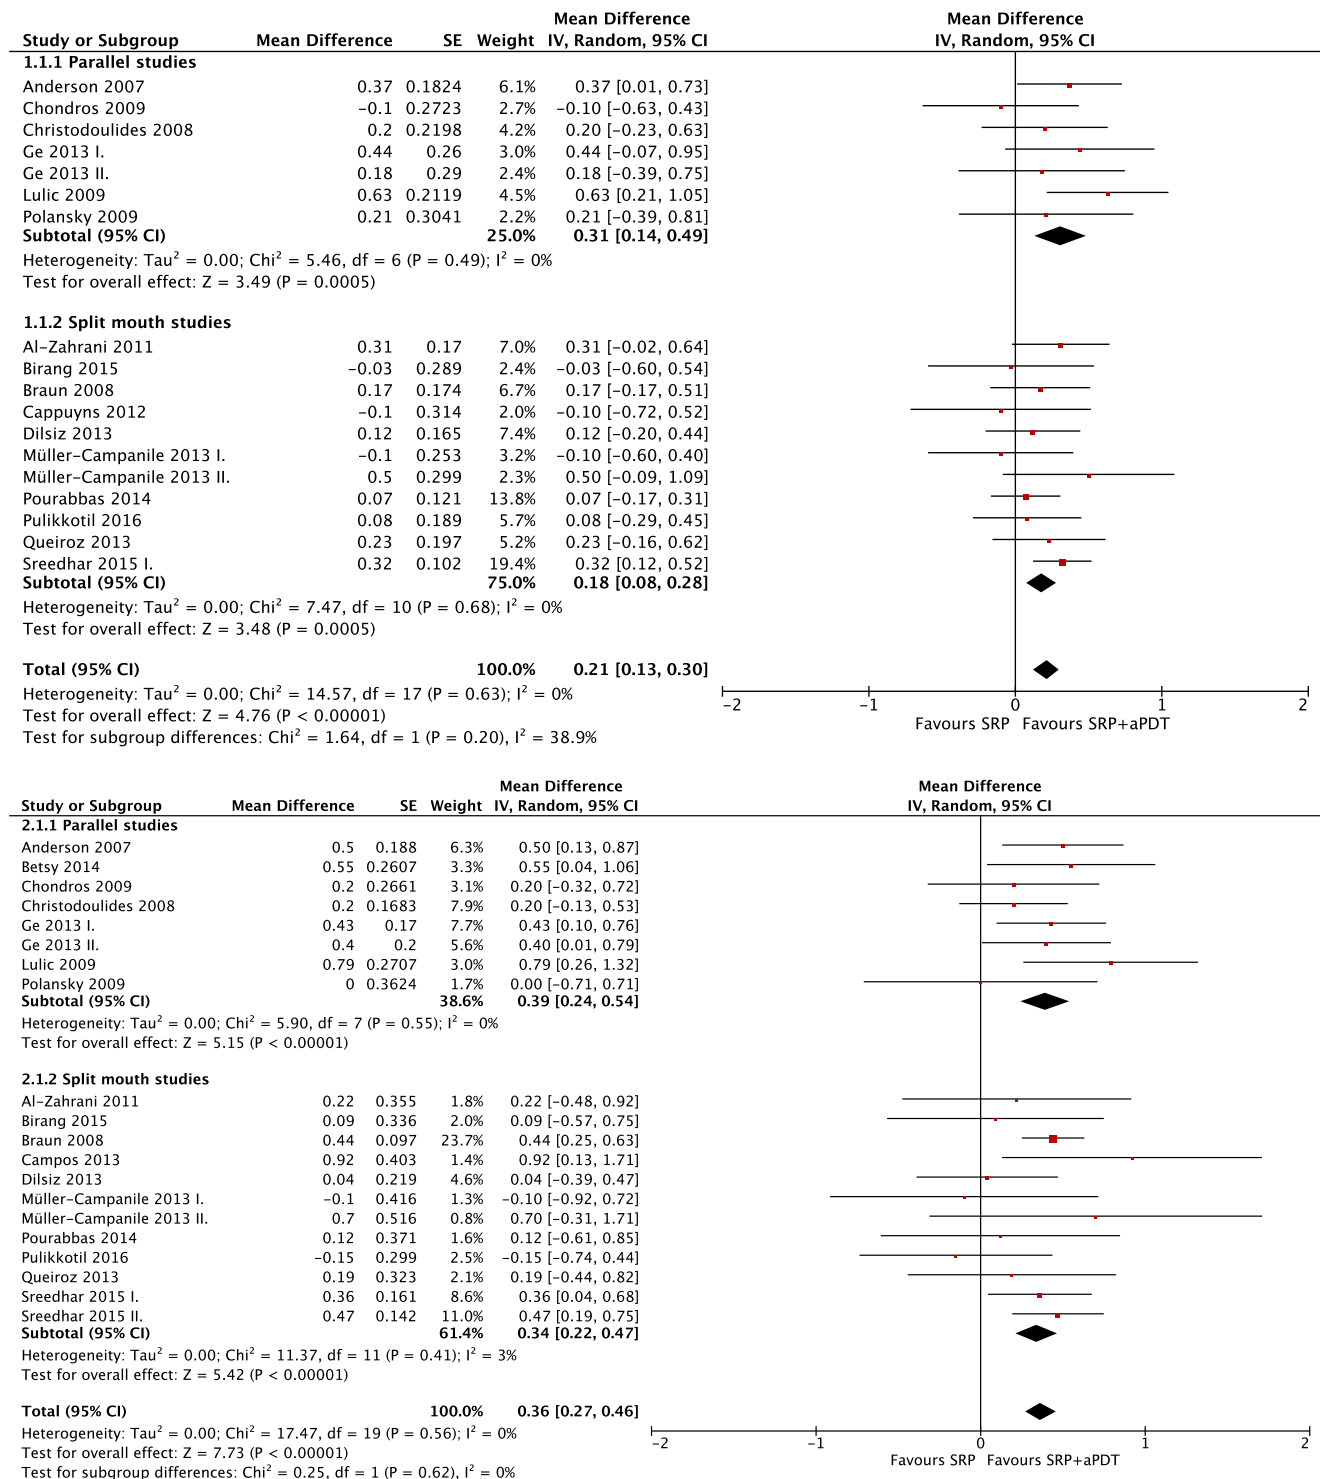 Mean Difference Mean Difference
Study or Subgroup Mean Difference SE Weight IV, Random, 95% CI IV, Random, 95% CI
1.1.1 Parallel studies
Anderson 2007 0.37 0.1824 6.1% 0.37 [0.01, 0.73]
Chondros 2009 −0.1 0.2723 2.7% −0.10 [−0.63, 0.43]
Christodoulides 2008 0.2 0.2198 4.2% 0.20 [−0.23, 0.63]
Ge 2013 I. 0.44 0.26 3.0% 0.44 [−0.07, 0.95]
Ge 2013 II. 0.18 0.29 2.4% 0.18 [−0.39, 0.75]
Lulic 2009 0.63 0.2119 4.5% 0.63 [0.21, 1.05]
Polansky 2009 0.21 0.3041 2.2% 0.21 [−0.39, 0.81]
Subtotal (95% CI) 25.0% 0.31 [0.14, 0.49]
Heterogeneity: Tau² = 0.00; Chi² = 5.46, df = 6 (P = 0.49); I² = 0%
Test for overall effect: Z = 3.49 (P = 0.0005)
1.1.2 Split mouth studies
Al−Zahrani 2011 0.31 0.17 7.0% 0.31 [−0.02, 0.64]
Birang 2015 −0.03 0.289 2.4% −0.03 [−0.60, 0.54]
Braun 2008 0.17 0.174 6.7% 0.17 [−0.17, 0.51]
Cappuyns 2012 −0.1 0.314 2.0% −0.10 [−0.72, 0.52]
Dilsiz 2013 0.12 0.165 7.4% 0.12 [−0.20, 0.44]
Müller−Campanile 2013 I. −0.1 0.253 3.2% −0.10 [−0.60, 0.40]
Müller−Campanile 2013 II. 0.5 0.299 2.3% 0.50 [−0.09, 1.09]
Pourabbas 2014 0.07 0.121 13.8% 0.07 [−0.17, 0.31]
Pulikkotil 2016 0.08 0.189 5.7% 0.08 [−0.29, 0.45]
Queiroz 2013 0.23 0.197 5.2% 0.23 [−0.16, 0.62]
Sreedhar 2015 I. 0.32 0.102 19.4% 0.32 [0.12, 0.52]
Subtotal (95% CI) 75.0% 0.18 [0.08, 0.28]
Heterogeneity: Tau² = 0.00; Chi² = 7.47, df = 10 (P = 0.68); I² = 0%
Test for overall effect: Z = 3.48 (P = 0.0005)
Total (95% CI) 100.0% 0.21 [0.13, 0.30]
Heterogeneity: Tau² = 0.00; Chi² = 14.57, df = 17 (P = 0.63); I² = 0%
Test for overall effect: Z = 4.76 (P < 0.00001)
Test for subgroup differences: Chi² = 1.64, df = 1 (P = 0.20), I² = 38.9%
−2 −1 0 1 2
Favours SRP Favours SRP+aPDT
Mean Difference Mean Difference
Study or Subgroup Mean Difference SE Weight IV, Random, 95% CI IV, Random, 95% CI
2.1.1 Parallel studies
Anderson 2007 0.5 0.188 6.3% 0.50 [0.13, 0.87]
Betsy 2014 0.55 0.2607 3.3% 0.55 [0.04, 1.06]
Chondros 2009 0.2 0.2661 3.1% 0.20 [−0.32, 0.72]
Christodoulides 2008 0.2 0.1683 7.9% 0.20 [−0.13, 0.53]
Ge 2013 I. 0.43 0.17 7.7% 0.43 [0.10, 0.76]
Ge 2013 II. 0.4 0.2 5.6% 0.40 [0.01, 0.79]
Lulic 2009 0.79 0.2707 3.0% 0.79 [0.26, 1.32]
Polansky 2009 0 0.3624 1.7% 0.00 [−0.71, 0.71]
Subtotal (95% CI) 38.6% 0.39 [0.24, 0.54]
Heterogeneity: Tau² = 0.00; Chi² = 5.90, df = 7 (P = 0.55); I² = 0%
Test for overall effect: Z = 5.15 (P < 0.00001)
2.1.2 Split mouth studies
Al−Zahrani 2011 0.22 0.355 1.8% 0.22 [−0.48, 0.92]
Birang 2015 0.09 0.336 2.0% 0.09 [−0.57, 0.75]
Braun 2008 0.44 0.097 23.7% 0.44 [0.25, 0.63]
Campos 2013 0.92 0.403 1.4% 0.92 [0.13, 1.71]
Dilsiz 2013 0.04 0.219 4.6% 0.04 [−0.39, 0.47]
Müller−Campanile 2013 I. −0.1 0.416 1.3% −0.10 [−0.92, 0.72]
Müller−Campanile 2013 II. 0.7 0.516 0.8% 0.70 [−0.31, 1.71]
Pourabbas 2014 0.12 0.371 1.6% 0.12 [−0.61, 0.85]
Pulikkotil 2016 −0.15 0.299 2.5% −0.15 [−0.74, 0.44]
Queiroz 2013 0.19 0.323 2.1% 0.19 [−0.44, 0.82]
Sreedhar 2015 I. 0.36 0.161 8.6% 0.36 [0.04, 0.68]
Sreedhar 2015 II. 0.47 0.142 11.0% 0.47 [0.19, 0.75]
Subtotal (95% CI) 61.4% 0.34 [0.22, 0.47]
Heterogeneity: Tau² = 0.00; Chi² = 11.37, df = 11 (P = 0.41); I² = 3%
Test for overall effect: Z = 5.42 (P < 0.00001)
Total (95% CI) 100.0% 0.36 [0.27, 0.46]
Heterogeneity: Tau² = 0.00; Chi² = 17.47, df = 19 (P = 0.56); I² = 0%
Test for overall effect: Z = 7.73 (P < 0.00001)
Test for subgroup differences: Chi² = 0.25, df = 1 (P = 0.62), I² = 0%
−2 −1 0 1 2
Favours SRP Favours SRP+aPDT